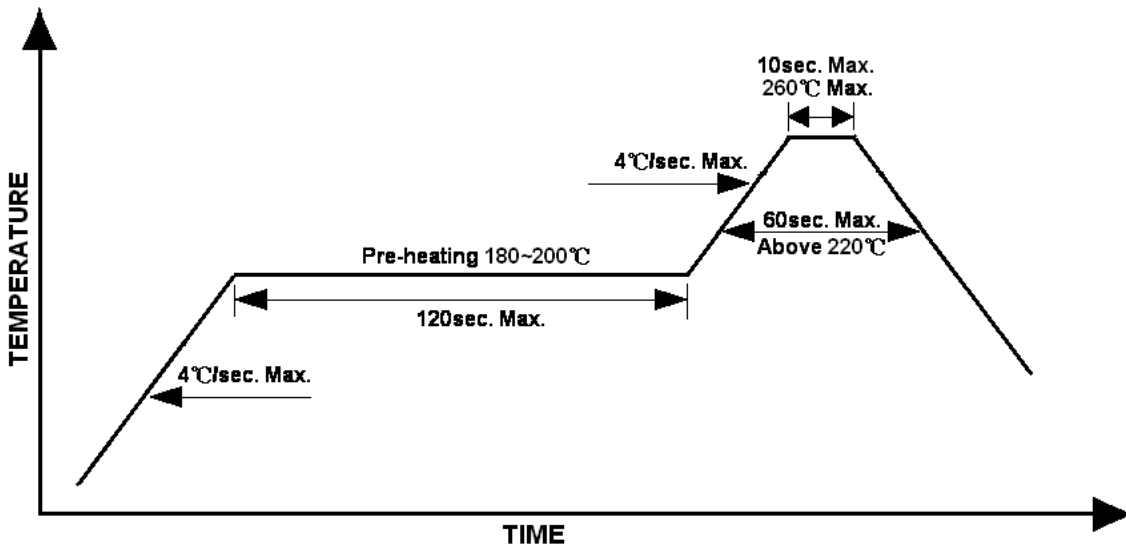 10sec. Max.
260℃ Max.
4℃/sec. Max.
60sec. Max.
Above 220℃
Pre-heating 180~200℃
120sec. Max.
4℃/sec. Max.
TEMPERATURE
TIME